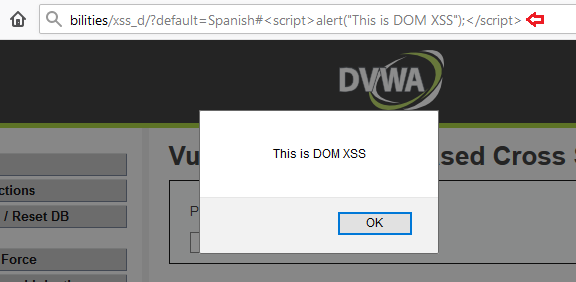 bilities/xss_d/?default=Spanish#<script>alert("This is DOM XSS");</script>
DVWA
Vu sed Cross S
This is DOM XSS
ctions
/ Reset DB
P
OK
Force